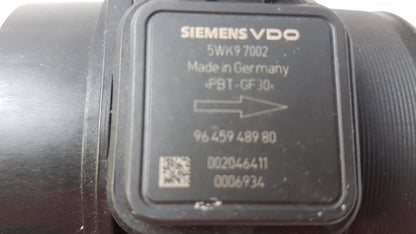 SIEMENS VDO
5WK9 7002
Made in Germany
>PBT-GF30<
96 459 489 80
002046411
0006934